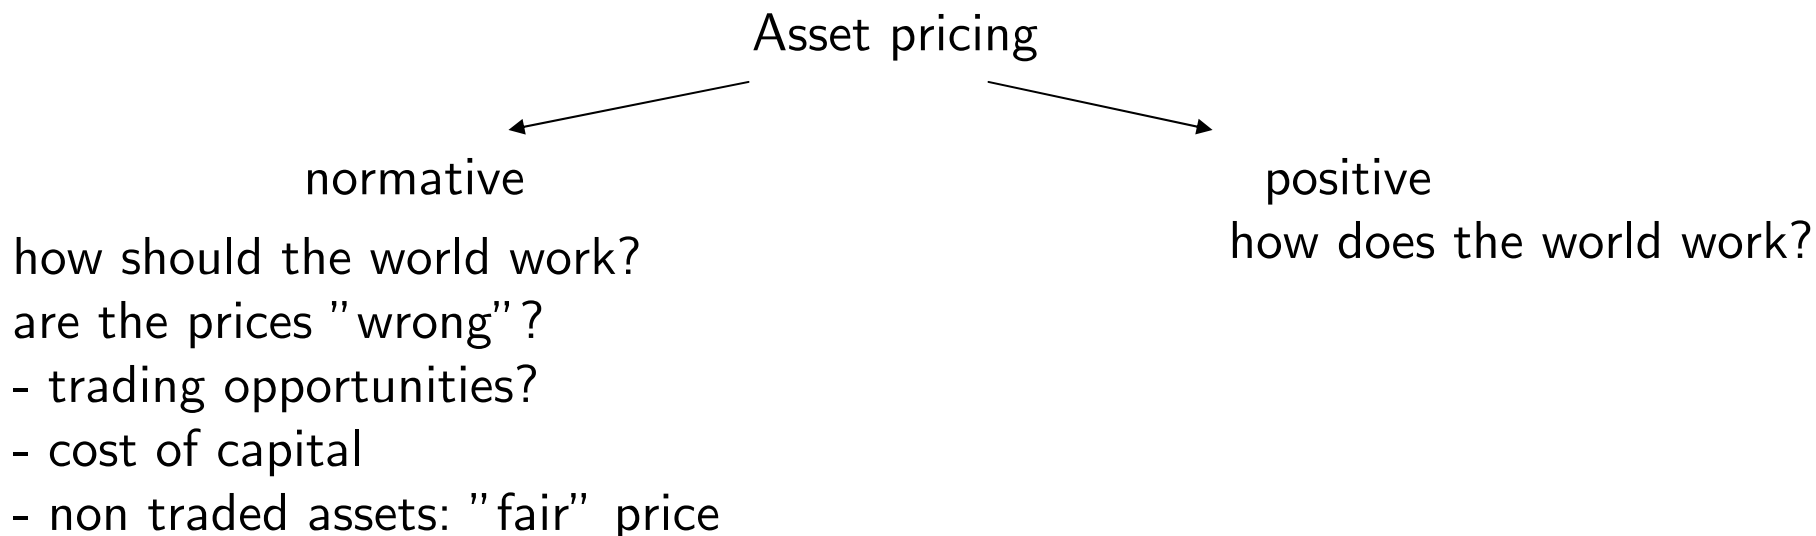 Asset pricing
normative
how should the world work?
are the prices "wrong"?
- trading opportunities?
- cost of capital
- non traded assets: "fair" price
positive
how does the world work?